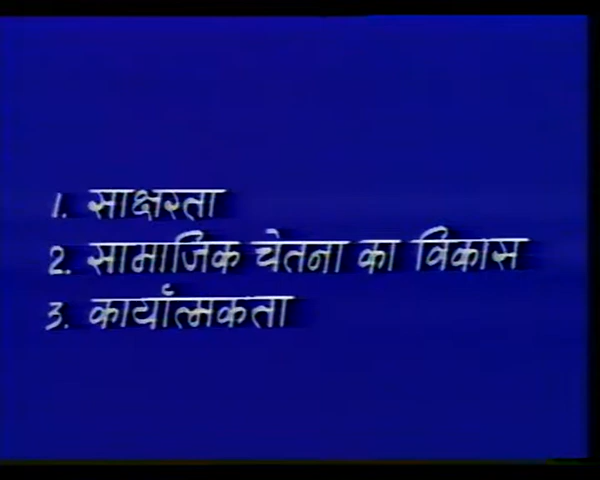 1. साक्षरता
2. सामाजिक चेतना का विकास
3. कार्यात्मकता